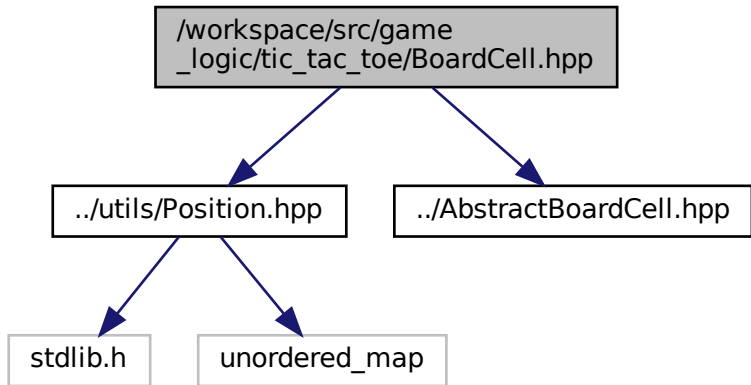 /workspace/src/game
_logic/tic_tac_toe/BoardCell.hpp
../utils/Position.hpp
../AbstractBoardCell.hpp
stdlib.h
unordered_map